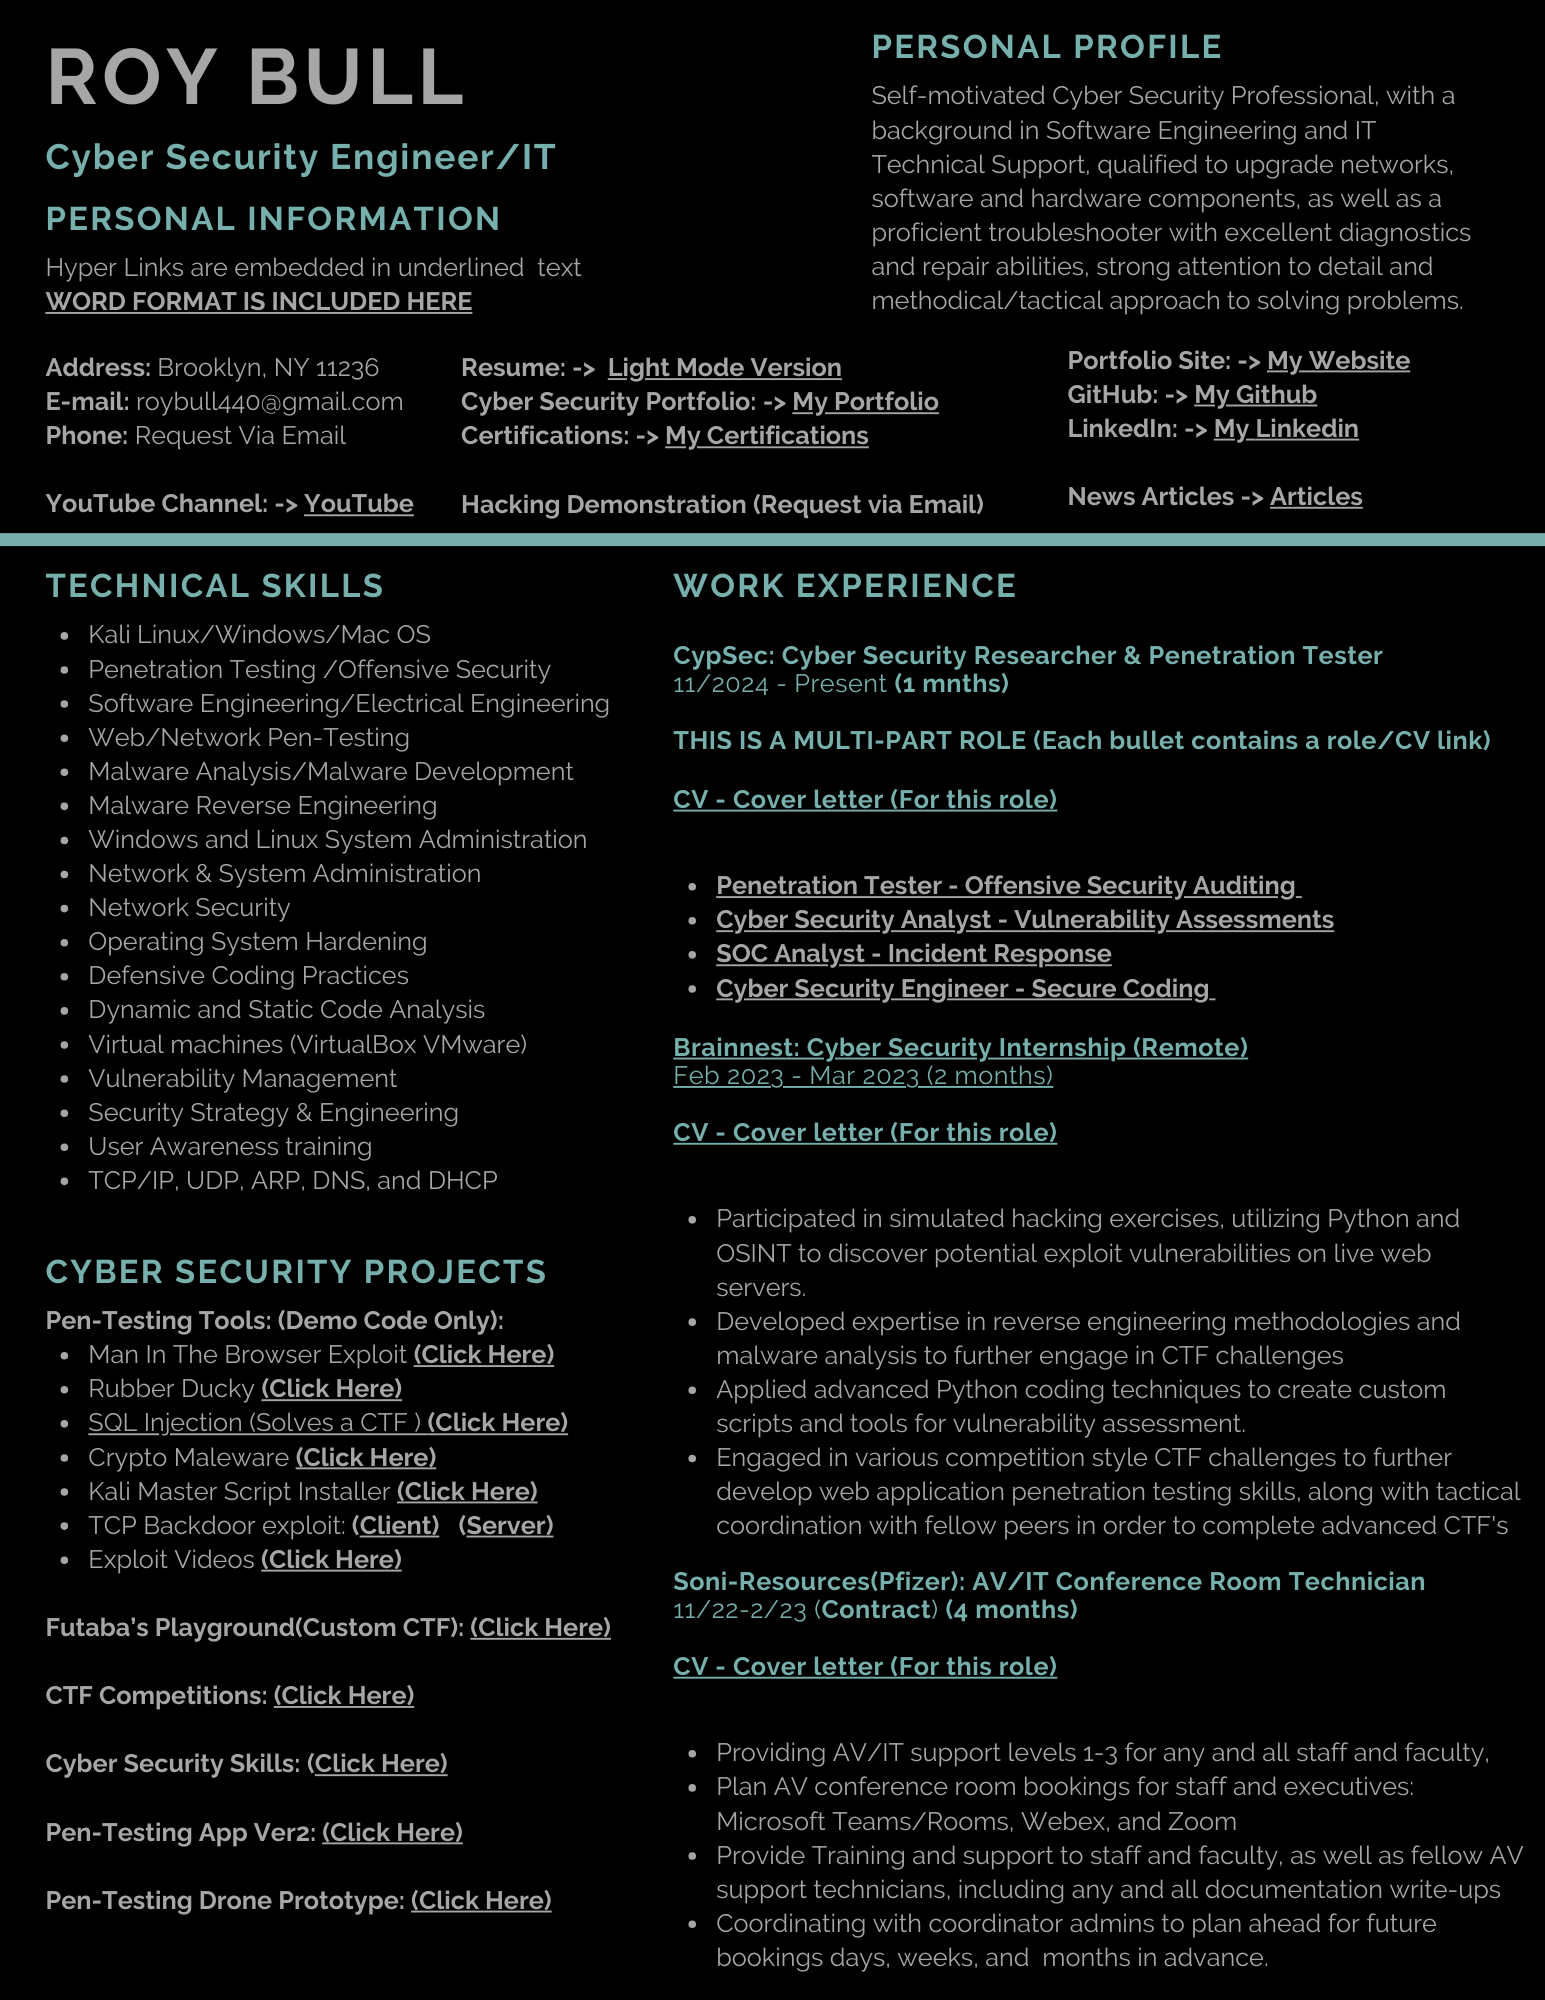 ROY BULL
Cyber Security Engineer/IT
PERSONAL INFORMATION
Hyper Links are embedded in underlined  text
WORD FORMAT IS INCLUDED HERE
PERSONAL PROFILE
Self-motivated Cyber Security Professional, with a
background in Software Engineering and IT
Technical Support, qualified to upgrade networks,
software and hardware components, as well as a
proficient troubleshooter with excellent diagnostics
and repair abilities, strong attention to detail and
methodical/tactical approach to solving problems.
Address: Brooklyn, NY 11236
E-mail: roybull440@gmail.com
Phone: Request Via Email
YouTube Channel: -> YouTube
Resume: ->  Light Mode Version
Cyber Security Portfolio: -> My Portfolio
Certifications: -> My Certifications
Hacking Demonstration (Request via Email)
Portfolio Site: -> My Website
GitHub: -> My Github
LinkedIn: -> My Linkedin
News Articles -> Articles
TECHNICAL SKILLS
• Kali Linux/Windows/Mac OS
• Penetration Testing /Offensive Security
• Software Engineering/Electrical Engineering
• Web/Network Pen-Testing
• Malware Analysis/Malware Development
• Malware Reverse Engineering
• Windows and Linux System Administration
• Network & System Administration
• Network Security
• Operating System Hardening
• Defensive Coding Practices
• Dynamic and Static Code Analysis
• Virtual machines (VirtualBox VMware)
• Vulnerability Management
• Security Strategy & Engineering
• User Awareness training
• TCP/IP, UDP, ARP, DNS, and DHCP
CYBER SECURITY PROJECTS
Pen-Testing Tools: (Demo Code Only):
• Man In The Browser Exploit (Click Here)
• Rubber Ducky (Click Here)
• SQL Injection (Solves a CTF ) (Click Here)
• Crypto Maleware (Click Here)
• Kali Master Script Installer (Click Here)
• TCP Backdoor exploit: (Client)   (Server)
• Exploit Videos (Click Here)
Futaba’s Playground(Custom CTF): (Click Here)
CTF Competitions: (Click Here)
Cyber Security Skills: (Click Here)
Pen-Testing App Ver2: (Click Here)
Pen-Testing Drone Prototype: (Click Here)
WORK EXPERIENCE
CypSec: Cyber Security Researcher & Penetration Tester
11/2024 - Present (1 mnths)
THIS IS A MULTI-PART ROLE (Each bullet contains a role/CV link)
CV - Cover letter (For this role)
• Penetration Tester - Offensive Security Auditing
• Cyber Security Analyst - Vulnerability Assessments
• SOC Analyst - Incident Response
• Cyber Security Engineer - Secure Coding
Brainnest: Cyber Security Internship (Remote)
Feb 2023 - Mar 2023 (2 months)
CV - Cover letter (For this role)
• Participated in simulated hacking exercises, utilizing Python and
OSINT to discover potential exploit vulnerabilities on live web
servers.
• Developed expertise in reverse engineering methodologies and
malware analysis to further engage in CTF challenges
• Applied advanced Python coding techniques to create custom
scripts and tools for vulnerability assessment.
• Engaged in various competition style CTF challenges to further
develop web application penetration testing skills, along with tactical
coordination with fellow peers in order to complete advanced CTF's
Soni-Resources(Pfizer): AV/IT Conference Room Technician
11/22-2/23 (Contract) (4 months)
CV - Cover letter (For this role)
• Providing AV/IT support levels 1-3 for any and all staff and faculty,
• Plan AV conference room bookings for staff and executives:
Microsoft Teams/Rooms, Webex, and Zoom
• Provide Training and support to staff and faculty, as well as fellow AV
support technicians, including any and all documentation write-ups
• Coordinating with coordinator admins to plan ahead for future
bookings days, weeks, and  months in advance.